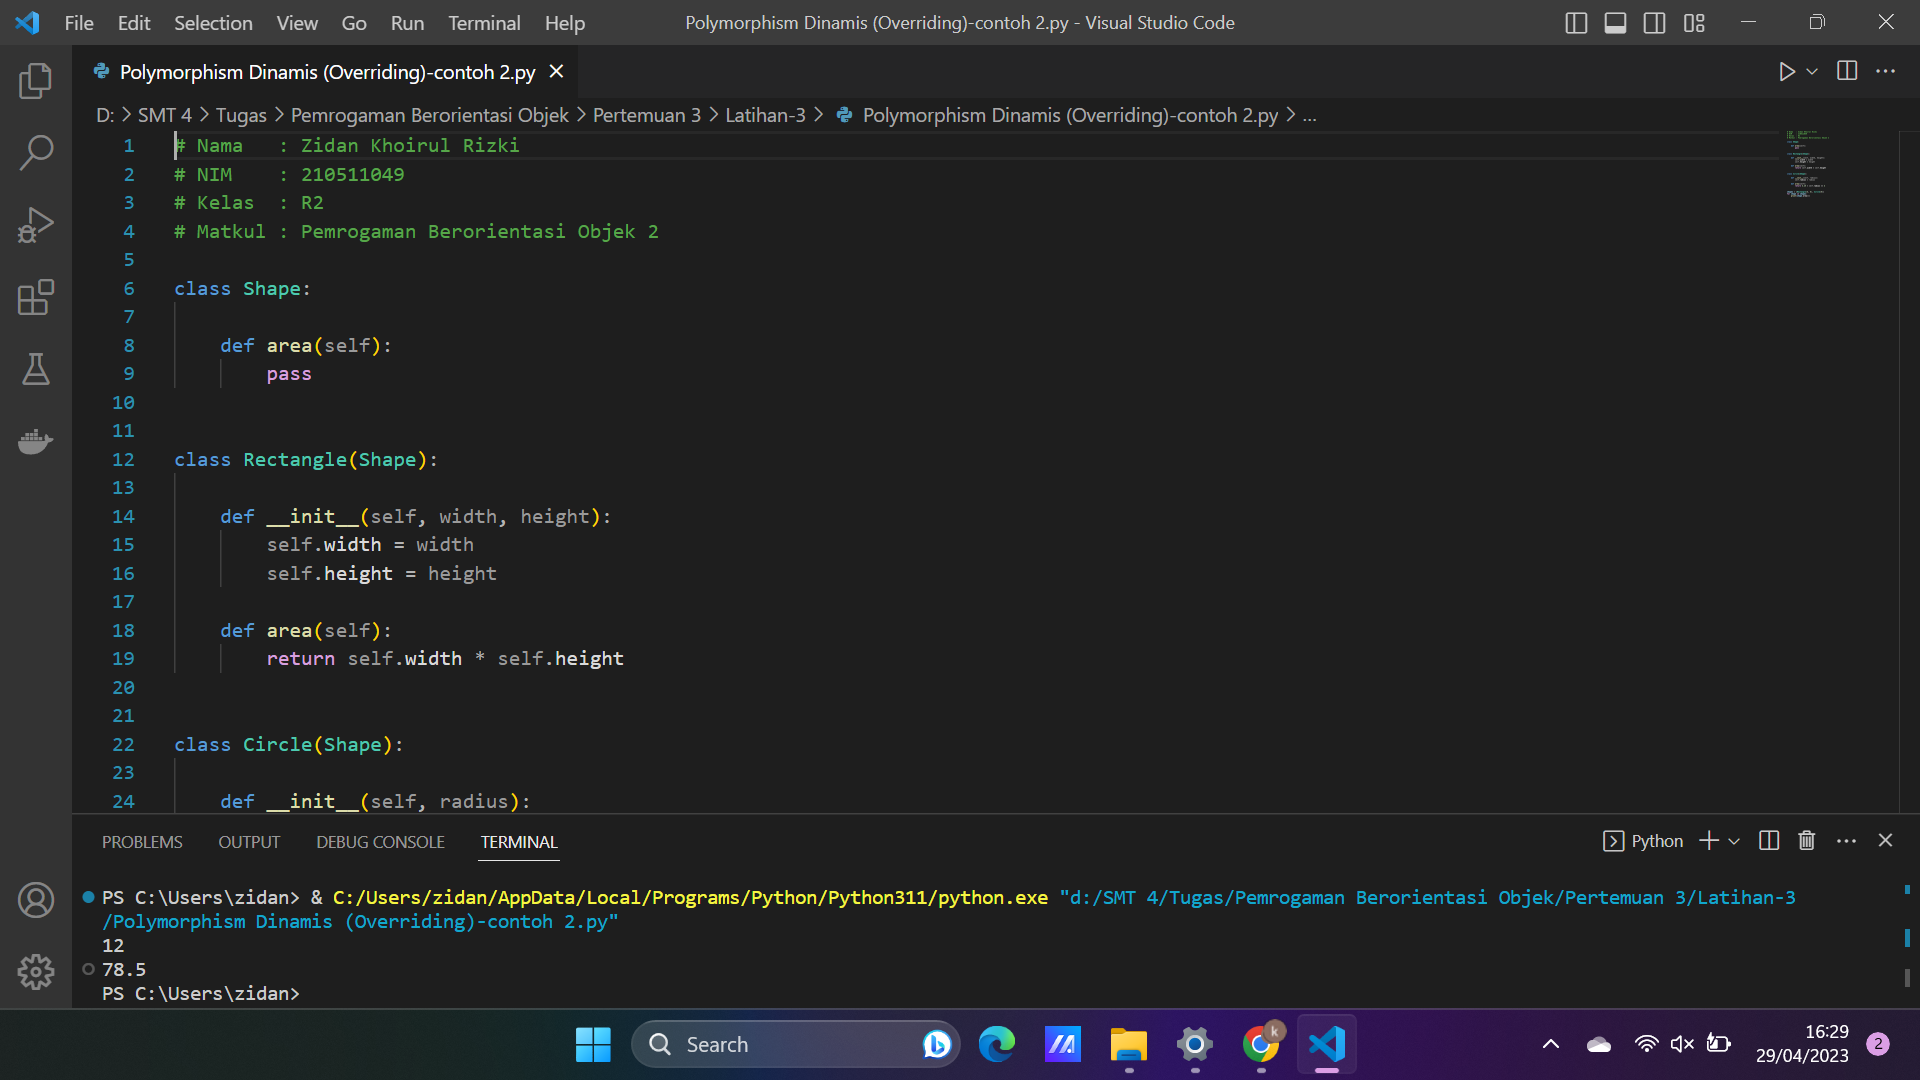 File Edit Selection View Go Run Terminal Help Polymorphism Dinamis (Overriding)-contoh 2.py - Visual Studio Code
Polymorphism Dinamis (Overriding)-contoh 2.py
D: > SMT 4 > Tugas > Pemrogaman Berorientasi Objek > Pertemuan 3 > Latihan-3 > Polymorphism Dinamis (Overriding)-contoh 2.py > ...
1 # Nama   : Zidan Khoirul Rizki
2 # NIM    : 210511049
3 # Kelas  : R2
4 # Matkul : Pemrogaman Berorientasi Objek 2
5
6 class Shape:
7
8     def area(self):
9         pass
10
11
12 class Rectangle(Shape):
13
14     def __init__(self, width, height):
15         self.width = width
16         self.height = height
17
18     def area(self):
19         return self.width * self.height
20
21
22 class Circle(Shape):
23
24     def __init__(self, radius):
PROBLEMS OUTPUT DEBUG CONSOLE TERMINAL Python
PS C:\Users\zidan> & C:/Users/zidan/AppData/Local/Programs/Python/Python311/python.exe "d:/SMT 4/Tugas/Pemrogaman Berorientasi Objek/Pertemuan 3/Latihan-3
/Polymorphism Dinamis (Overriding)-contoh 2.py"
12
78.5
PS C:\Users\zidan>
Search
k
16:29
29/04/2023
2